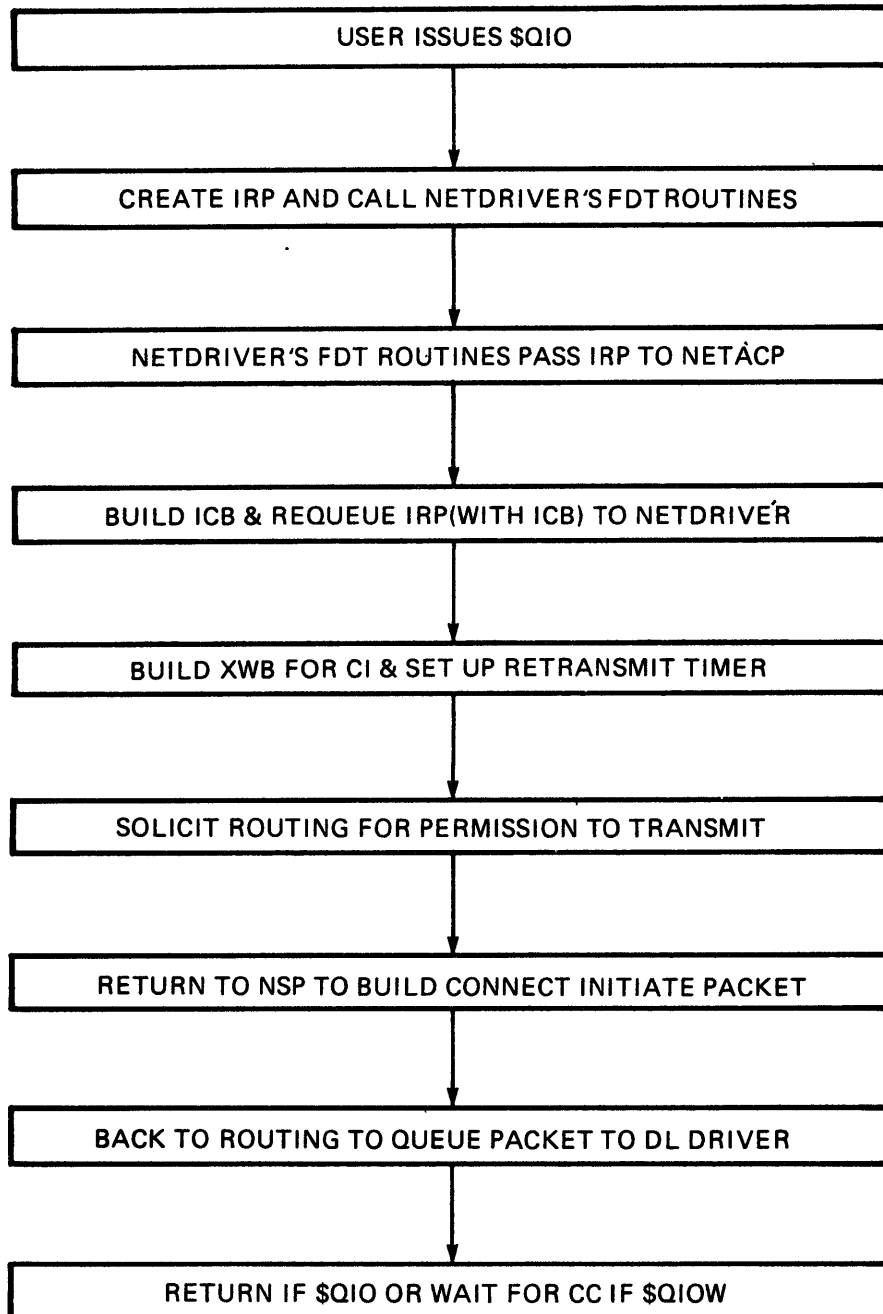 USER ISSUES $QIO
CREATE IRP AND CALL NETDRIVER'S FDT ROUTINES
NETDRIVER'S FDT ROUTINES PASS IRP TO NETACP
BUILD ICB & REQUEUE IRP(WITH ICB) TO NETDRIVER
BUILD XWB FOR CI & SET UP RETRANSMIT TIMER
SOLICIT ROUTING FOR PERMISSION TO TRANSMIT
RETURN TO NSP TO BUILD CONNECT INITIATE PACKET
BACK TO ROUTING TO QUEUE PACKET TO DL DRIVER
RETURN IF $QIO OR WAIT FOR CC IF $QIOW